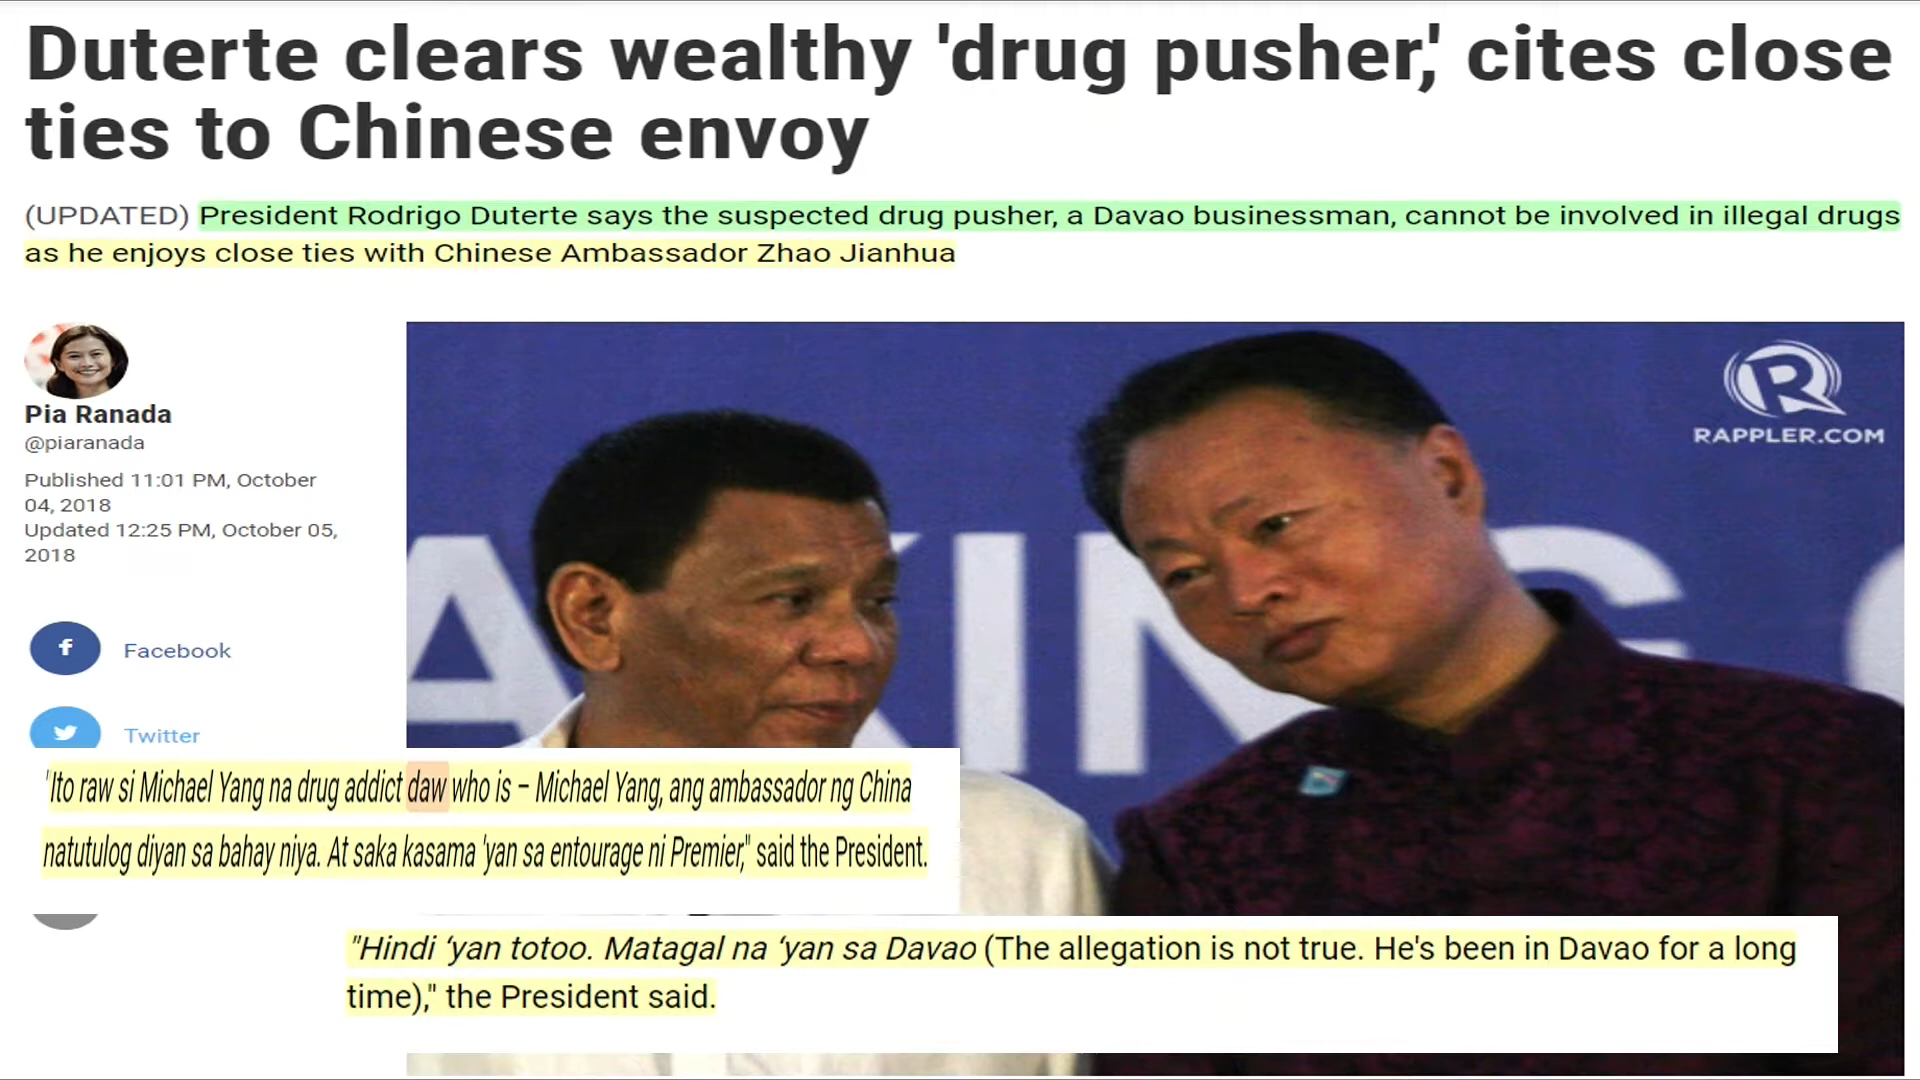 Duterte clears wealthy 'drug pusher,' cites close
ties to Chinese envoy
(UPDATED) President Rodrigo Duterte says the suspected drug pusher, a Davao businessman, cannot be involved in illegal drugs
as he enjoys close ties with Chinese Ambassador Zhao Jianhua
Pia Ranada
@piaranada
Published 11:01 PM, October
04, 2018
Updated 12:25 PM, October 05,
2018
Facebook
Twitter
R
RAPPLER.COM
'Ito raw si Michael Yang na drug addict daw who is – Michael Yang, ang ambassador ng China
natutulog diyan sa bahay niya. At saka kasama 'yan sa entourage ni Premier," said the President.
"Hindi ‘yan totoo. Matagal na ‘yan sa Davao (The allegation is not true. He's been in Davao for a long
time)," the President said.